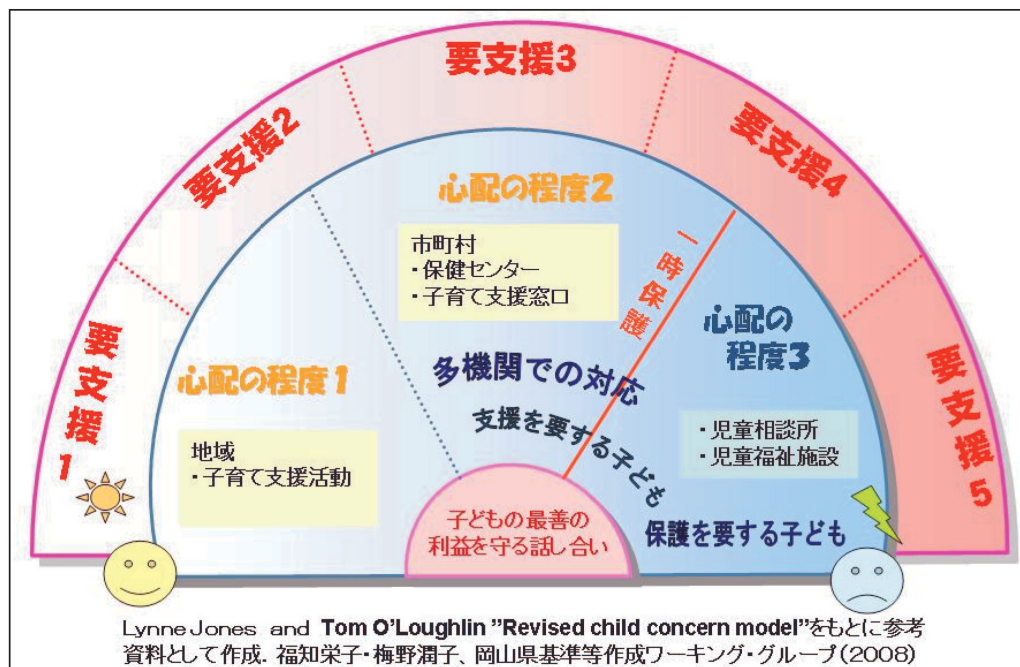 要支援1
要支援2
要支援3
要支援4
要支援5
心配の程度1
地域
・子育て支援活動
心配の程度2
市町村
・保健センター
・子育て支援窓口
一時保護
心配の
程度3
・児童相談所
・児童福祉施設
多機関での対応
支援を要する子ども
保護を要する子ども
子どもの最善の
利益を守る話し合い
Lynne Jones and Tom O'Loughlin "Revised child concern model"をもとに参考
資料として作成. 福知栄子・梅野潤子、岡山県基準等作成ワーキング・グループ(2008)